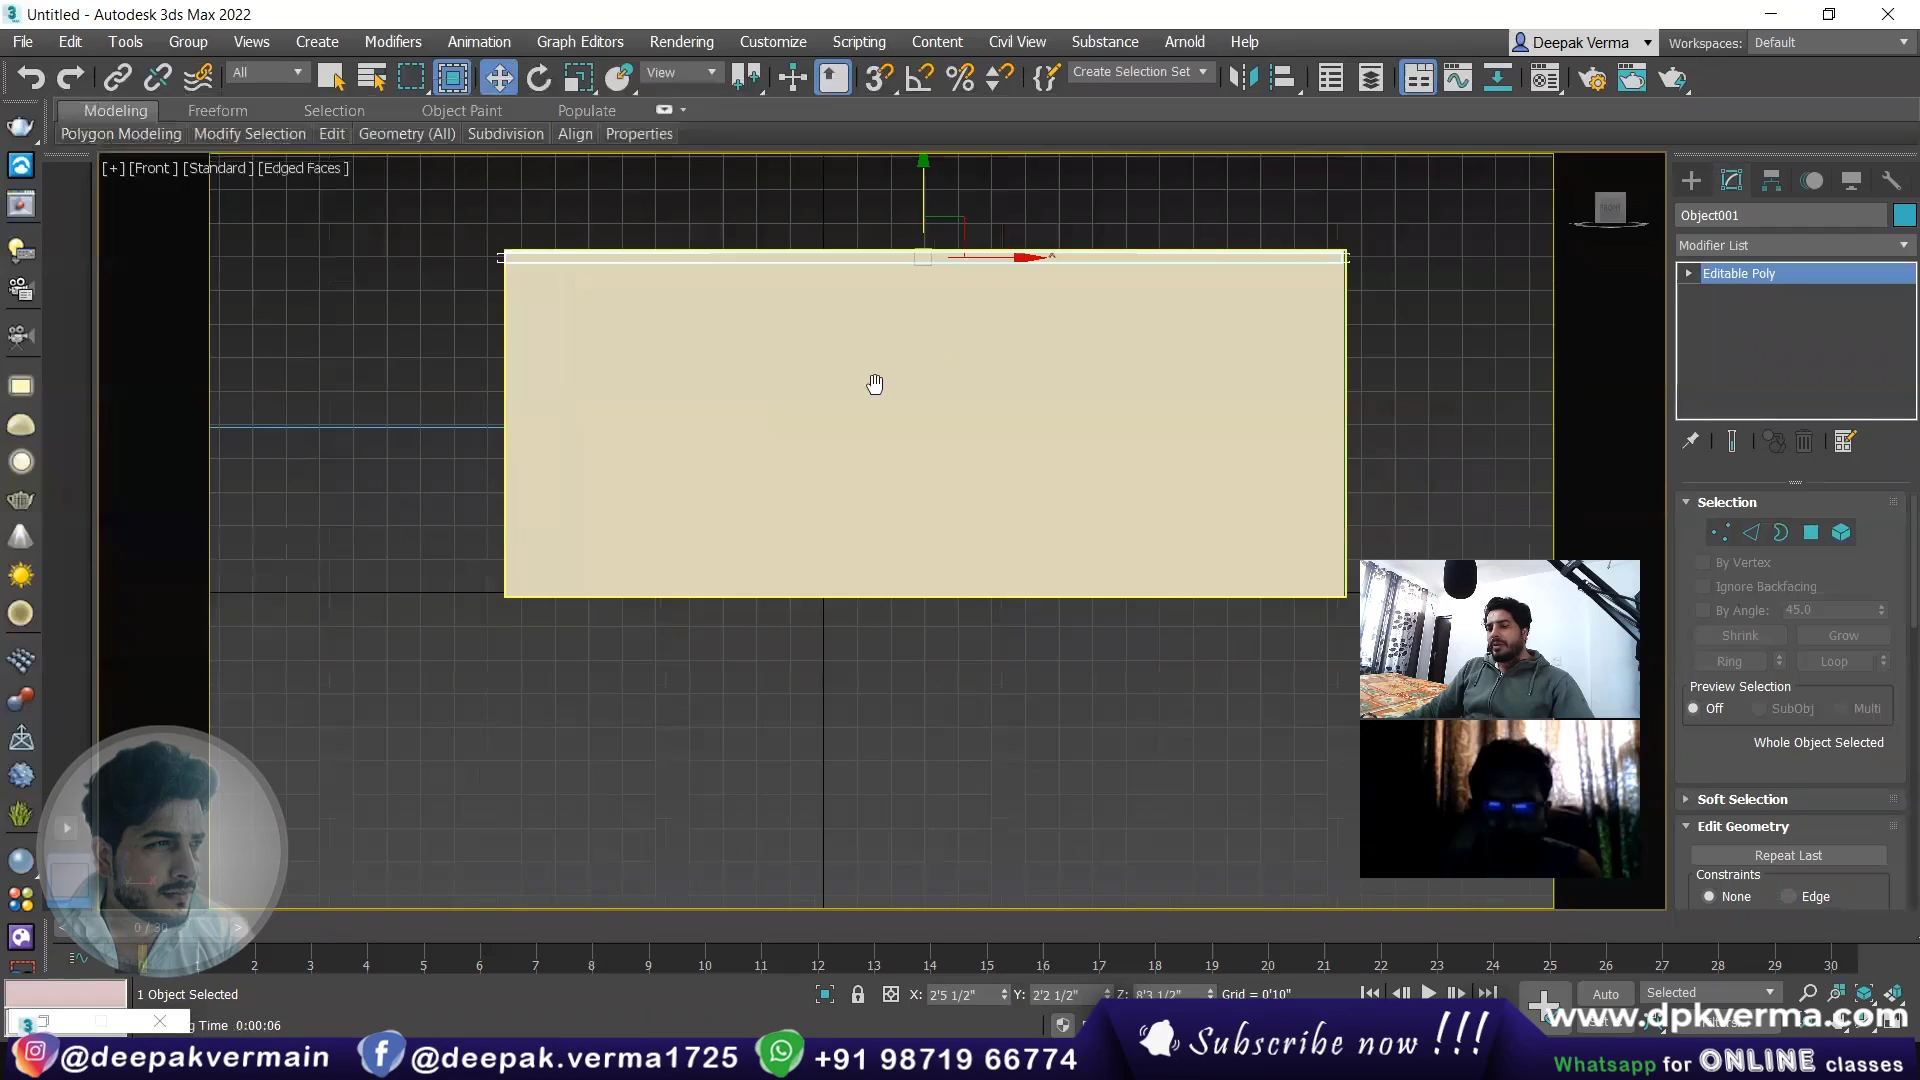 Untitled - Autodesk 3ds Max 2022
File Edit Tools Group Views Create Modifiers Animation Graph Editors Rendering Customize Scripting Content Civil View Substance Arnold Help
Deepak Verma
Workspaces: Default
All
View
Create Selection Set
Modeling Freeform Selection Object Paint Populate
Polygon Modeling Modify Selection Edit Geometry (All) Subdivision Align Properties
[+] [Front ] [Standard ] [Edged Faces ]
FRONT
Object001
Modifier List
x
Editable Poly
Selection
By Vertex
Ignore Backfacing
By Angle: 45.0
Shrink Grow
Ring Loop
Preview Selection
Off SubObj Multi
Whole Object Selected
Soft Selection
Edit Geometry
Repeat Last
Constraints
None Edge
0 / 30
2 3 4 5 6 7 8 9 10 11 12 13 14 15 16 17 18 19 20 21 22 23 24 25 26 27 28 29 30
1 Object Selected
X: 2'5 1/2" Y: 2'2 1/2" Z: 8'3 1/2" Grid = 0'10"
Auto Selected
g Time 0:00:06
www.dpkverma.com
@deepakvermain @deepak.verma1725 +91 98719 66774
Subscribe now !!!
Whatsapp for ONLINE classes